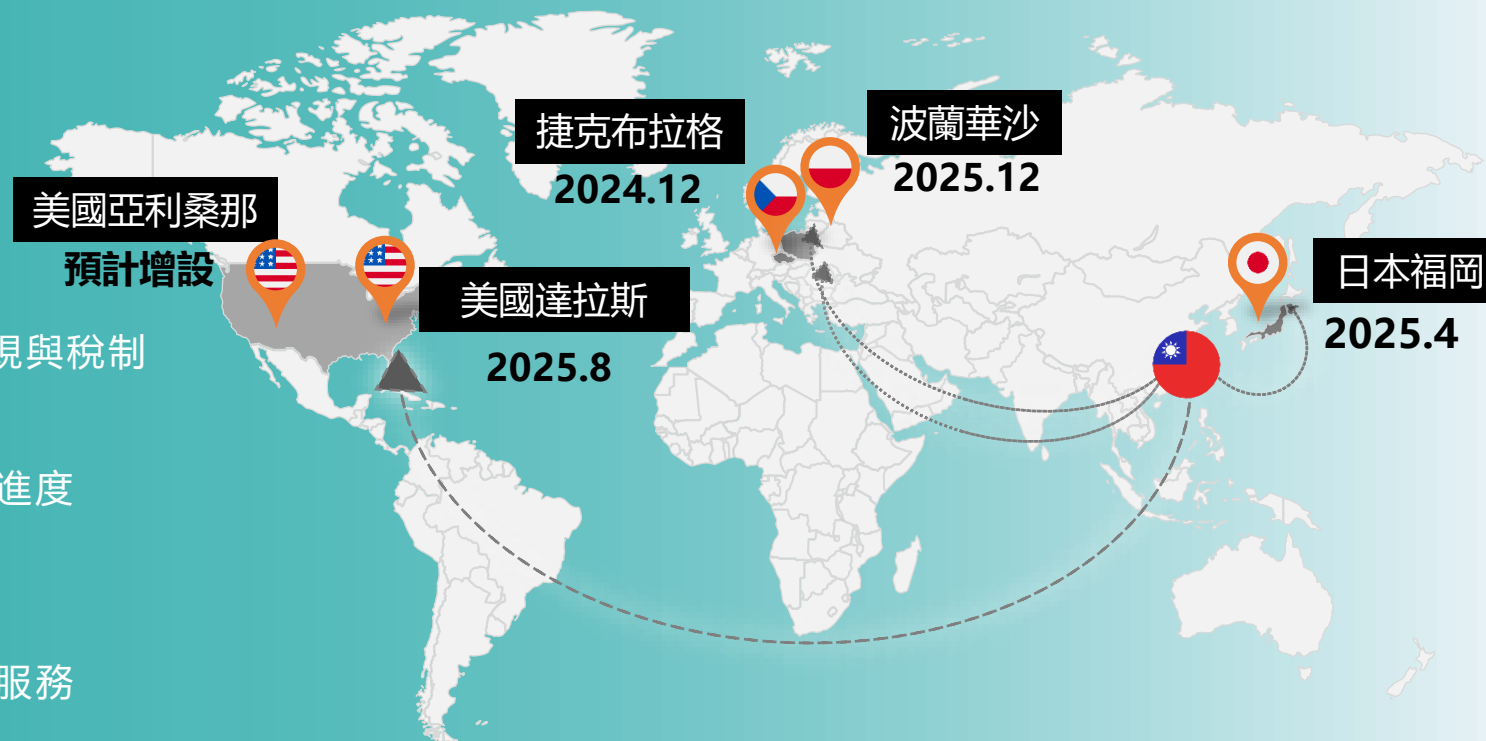 捷克布拉格
2024.12
波蘭華沙
2025.12
美國亞利桑那
預計增設
美國達拉斯
2025.8
日本福岡
2025.4
與稅制
進度
服務